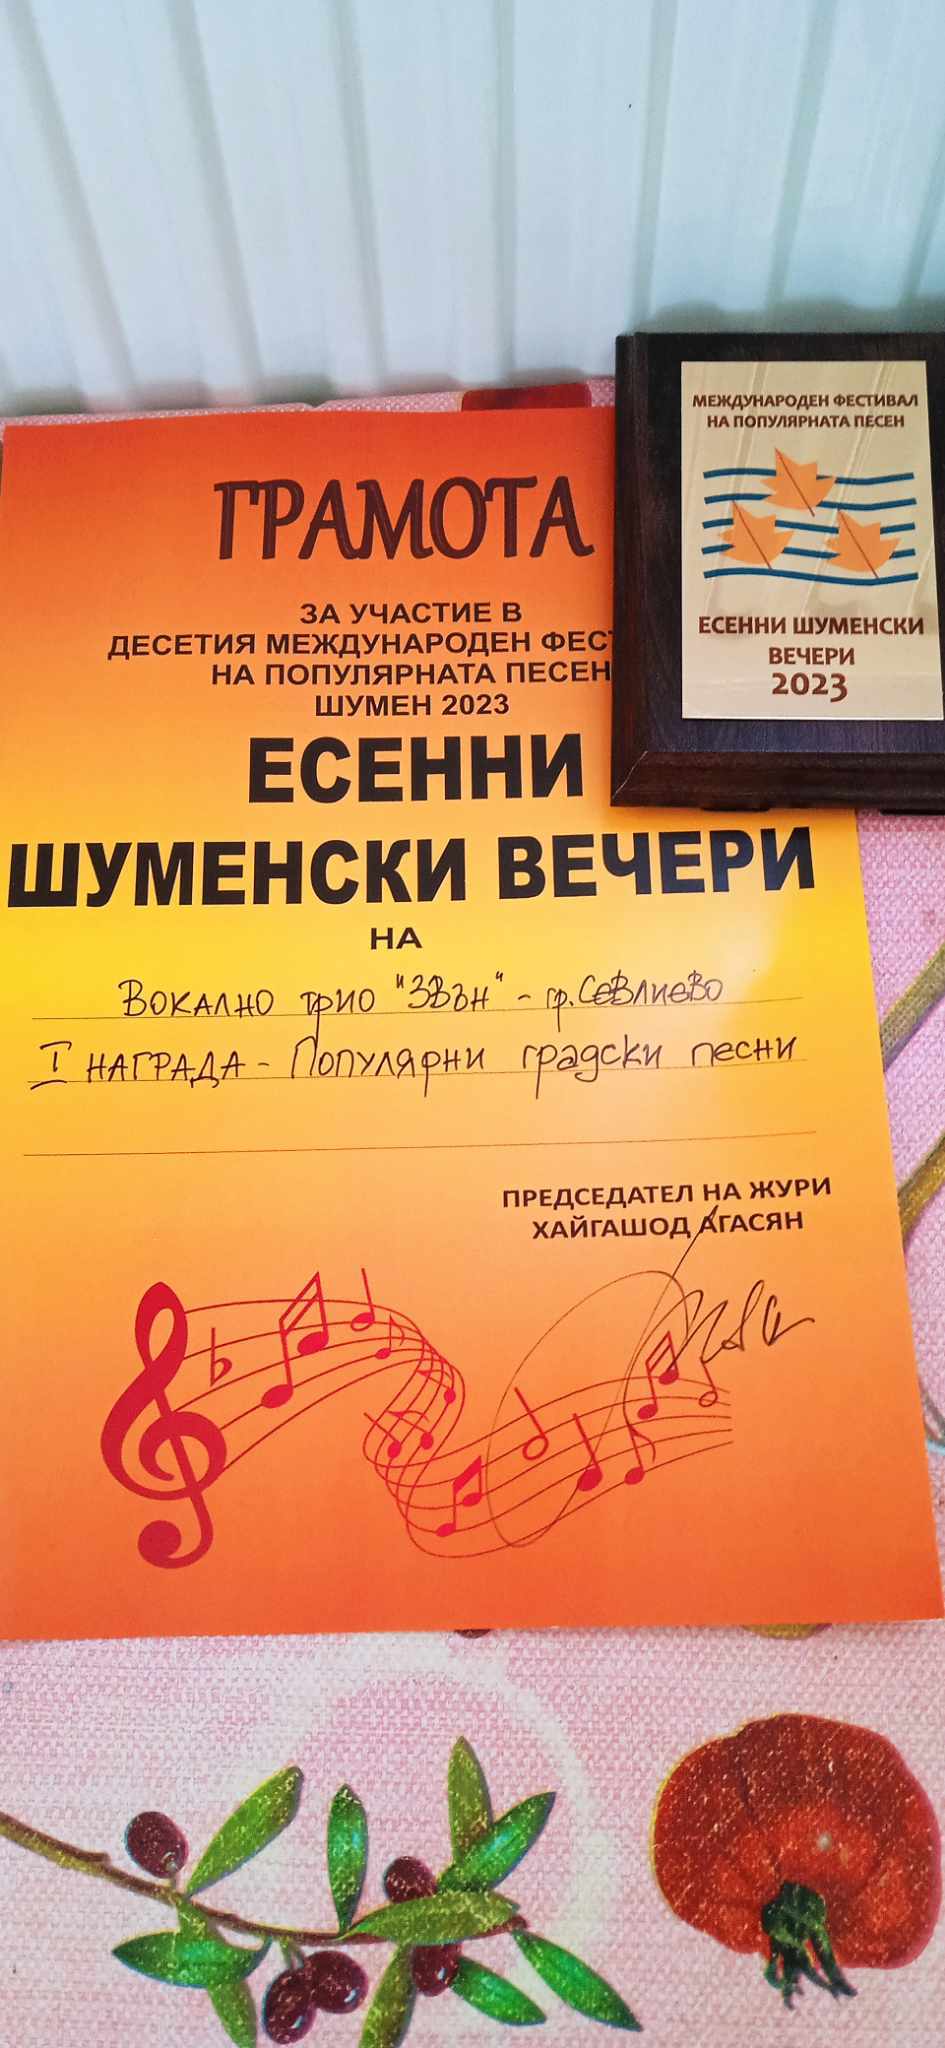 ГРАМОТА
ЗА УЧАСТИЕ В
ДЕСЕТИЯ МЕЖДУНАРОДЕН ФЕС
НА ПОПУЛЯРНАТА ПЕСЕН
ШУМЕН 2023
ЕСЕННИ
ШУМЕНСКИ ВЕЧЕРИ
НА
Вокално трио "Звън" - гр. Севлиево
I НАГРАДА - Популярни градски песни
ПРЕДСЕДАТЕЛ НА ЖУРИ
ХАЙГАШОД АГАСЯН
МЕЖДУНАРОДЕН ФЕСТИВАЛ
НА ПОПУЛЯРНАТА ПЕСЕН
ЕСЕННИ ШУМЕНСКИ
ВЕЧЕРИ
2023